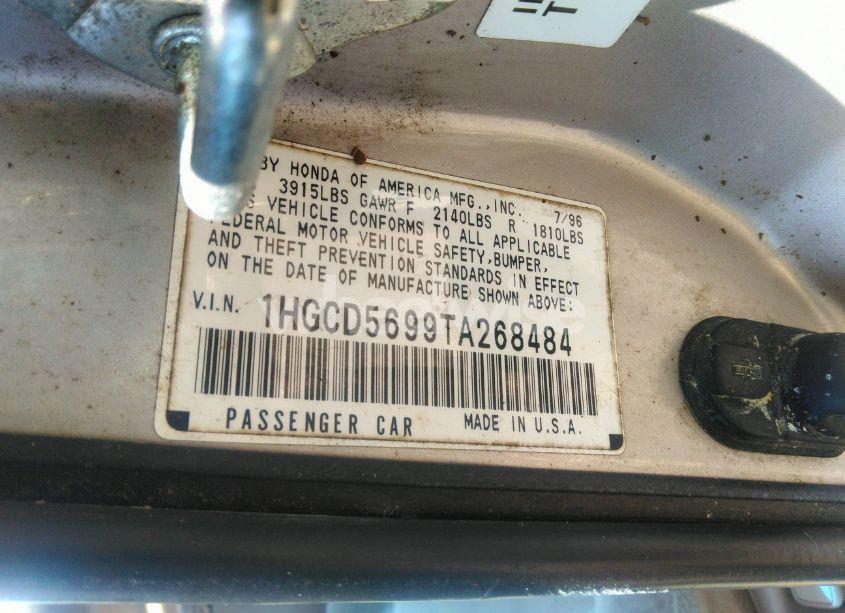 BY HONDA OF AMERICA MFG., INC. 7/96
3915LBS GAWR F 2140LBS R 1810LBS
VEHICLE CONFORMS TO ALL APPLICABLE
FEDERAL MOTOR VEHICLE SAFETY, BUMPER,
AND THEFT PREVENTION STANDARDS IN EFFECT
ON THE DATE OF MANUFACTURE SHOWN ABOVE:
V.I.N. 1HGCD5699TA268484
PASSENGER CAR MADE IN U.S.A.